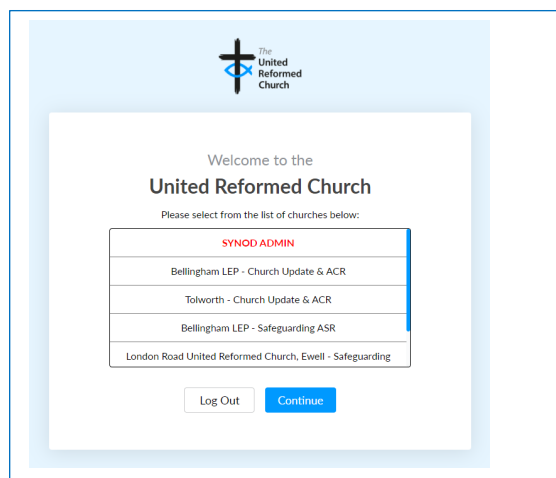 The
United
Reformed
Church
Welcome to the
United Reformed Church
Please select from the list of churches below:
SYNOD ADMIN
Bellingham LEP - Church Update & ACR
Tolworth - Church Update & ACR
Bellingham LEP - Safeguarding ASR
London Road United Reformed Church, Ewell - Safeguarding
Log Out
Continue